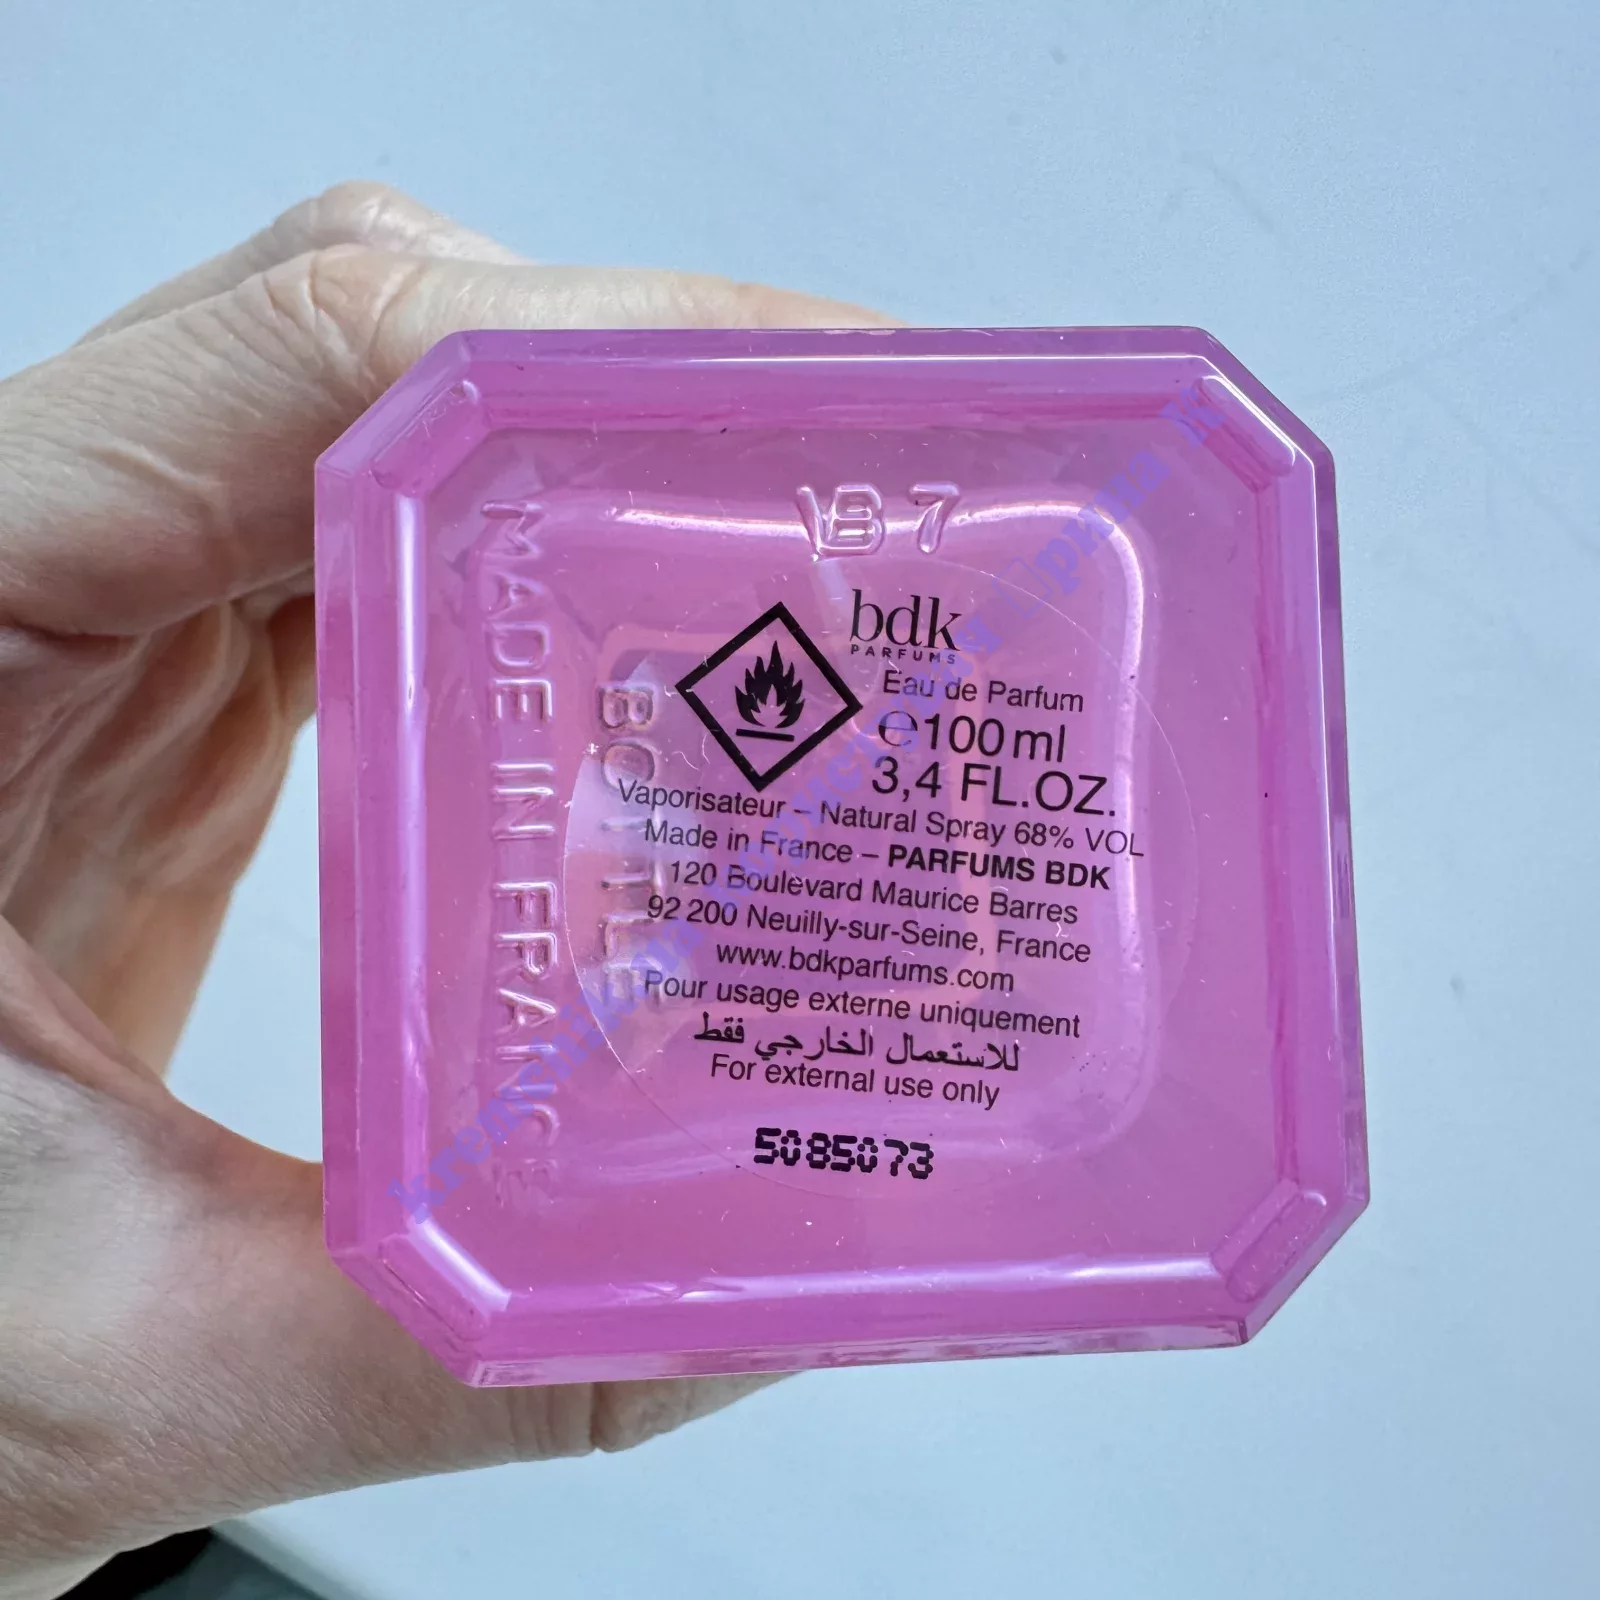 VB 7
MADE IN FRANCE
BOTTLE
bdk
PARFUMS
Eau de Parfum
℮100 ml
3,4 FL.OZ.
Vaporisateur – Natural Spray 68% VOL
Made in France – PARFUMS BDK
120 Boulevard Maurice Barres
92 200 Neuilly-sur-Seine, France
www.bdkparfums.com
Pour usage externe uniquement
للاستعمال الخارجي فقط
For external use only
5085073